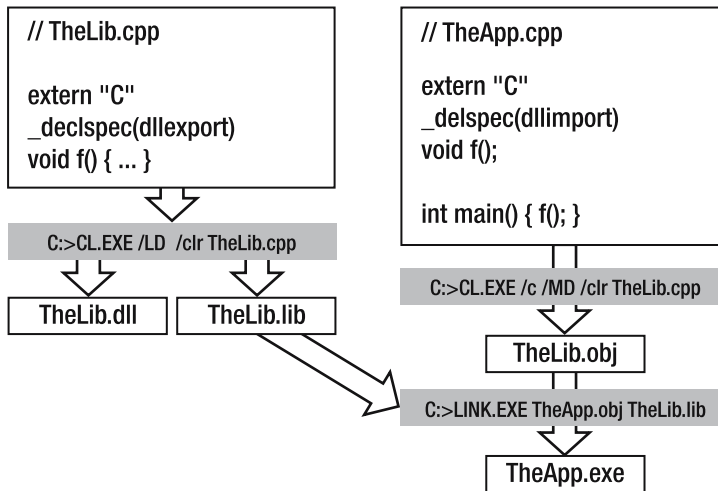 // TheLib.cpp
extern "C"
_declspec(dllexport)
void f() { ... }
C:>CL.EXE /LD /clr TheLib.cpp
TheLib.dll
TheLib.lib
// TheApp.cpp
extern "C"
_delspec(dllimport)
void f();
int main() { f(); }
C:>CL.EXE /c /MD /clr TheLib.cpp
TheLib.obj
C:>LINK.EXE TheApp.obj TheLib.lib
TheApp.exe